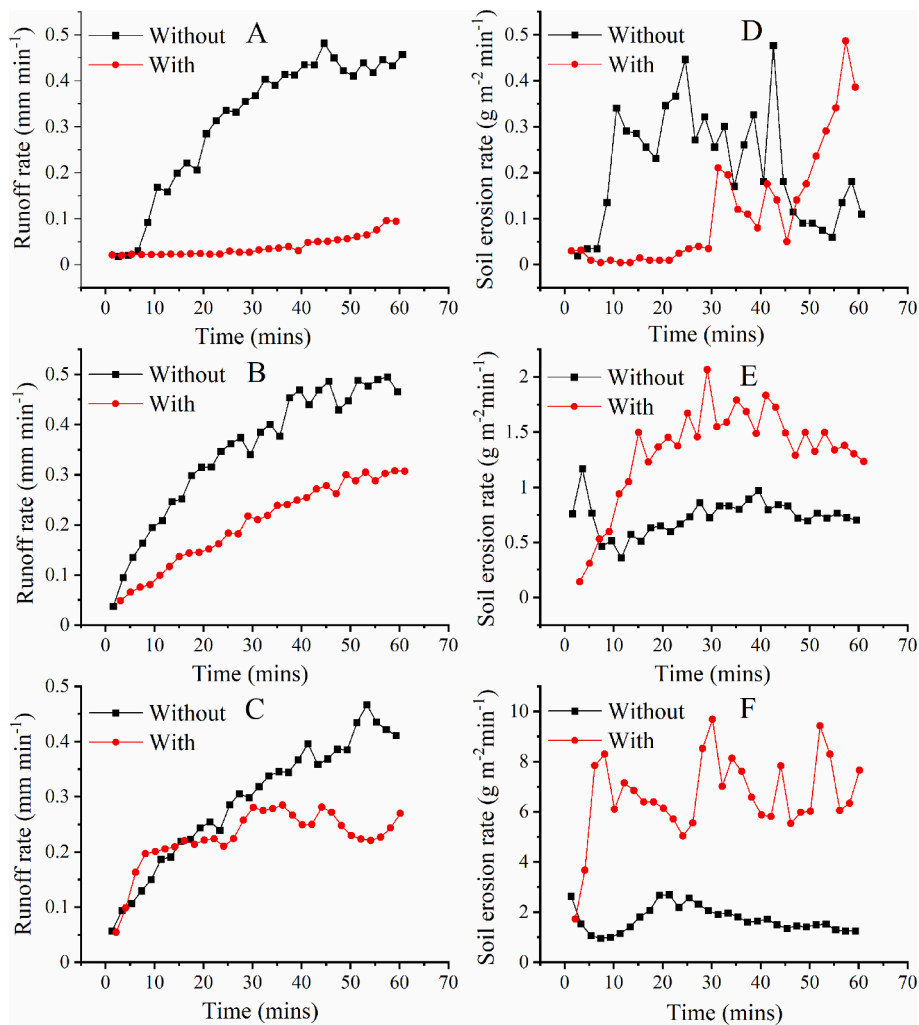 A
Without
With
Runoff rate (mm min⁻¹)
0.5
0.4
0.3
0.2
0.1
0
0 10 20 30 40 50 60 70
Time (mins)
D
Without
With
Soil erosion rate (g m⁻² min⁻¹)
0.5
0.4
0.3
0.2
0.1
0
0 10 20 30 40 50 60 70
Time (mins)
B
Without
With
Runoff rate (mm min⁻¹)
0.5
0.4
0.3
0.2
0.1
0
0 10 20 30 40 50 60 70
Time (mins)
E
Without
With
Soil erosion rate (g m⁻²min⁻¹)
2
1.5
1
0.5
0
0 10 20 30 40 50 60 70
Time (mins)
C
Without
With
Runoff rate (mm min⁻¹)
0.5
0.4
0.3
0.2
0.1
0
0 10 20 30 40 50 60 70
Time (mins)
F
Without
With
Soil erosion rate (g m⁻²min⁻¹)
10
8
6
4
2
0
0 10 20 30 40 50 60 70
Time (mins)